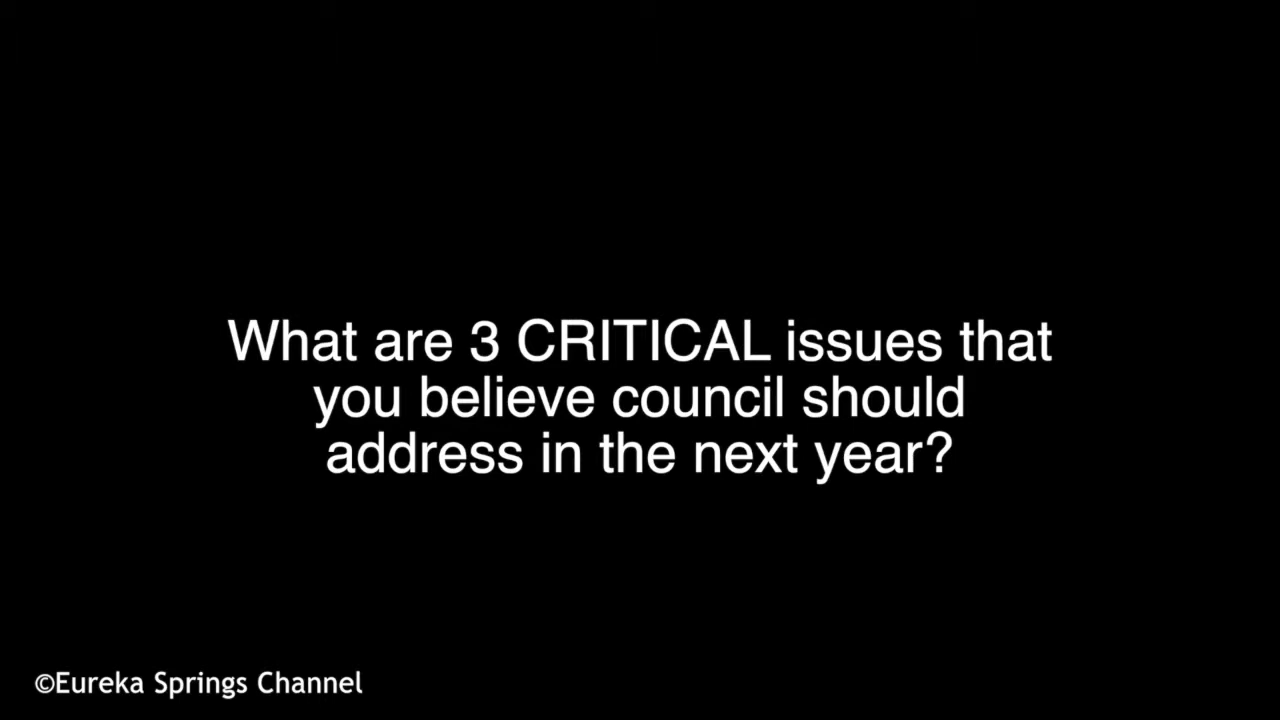 What are 3 CRITICAL issues that
you believe council should
address in the next year?
©Eureka Springs Channel